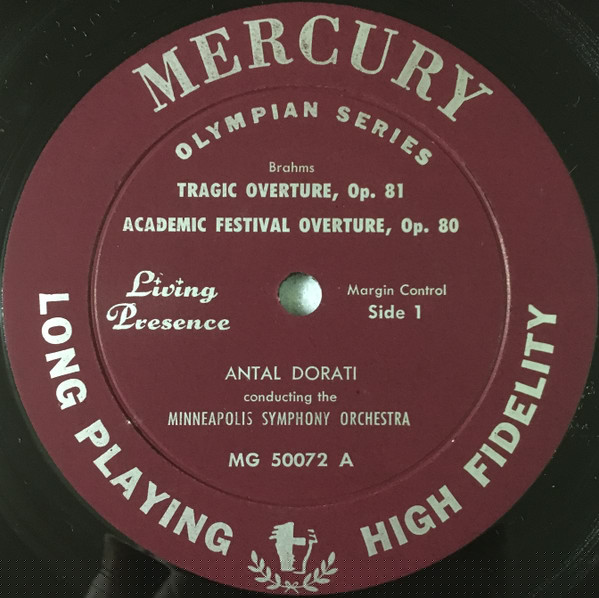 MERCURY
OLYMPIAN SERIES
Brahms
TRAGIC OVERTURE, Op. 81
ACADEMIC FESTIVAL OVERTURE, Op. 80
Living
Presence
Margin Control
Side 1
ANTAL DORATI
conducting the
MINNEAPOLIS SYMPHONY ORCHESTRA
MG 50072 A
LONG PLAYING
HIGH FIDELITY